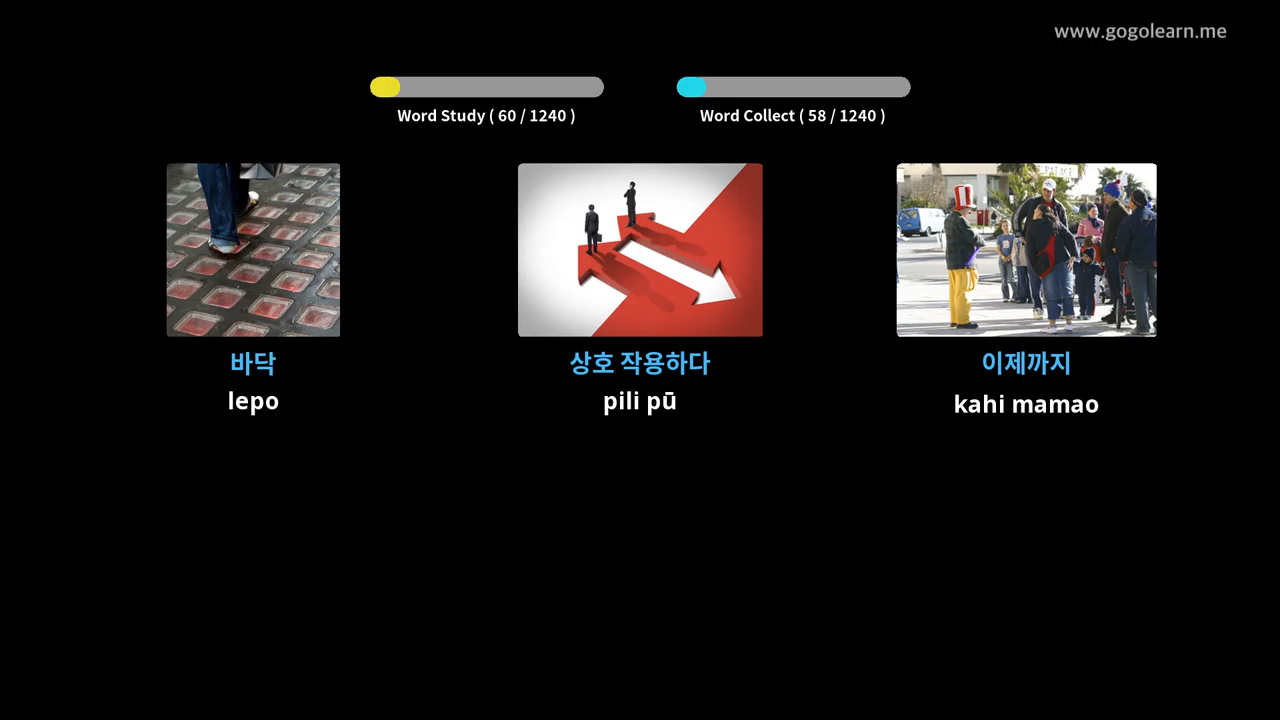 www.gogolearn.me
Word Study ( 60 / 1240 )
Word Collect ( 58 / 1240 )
바닥
상호 작용하다
이제까지
lepo
pili pū
kahi mamao